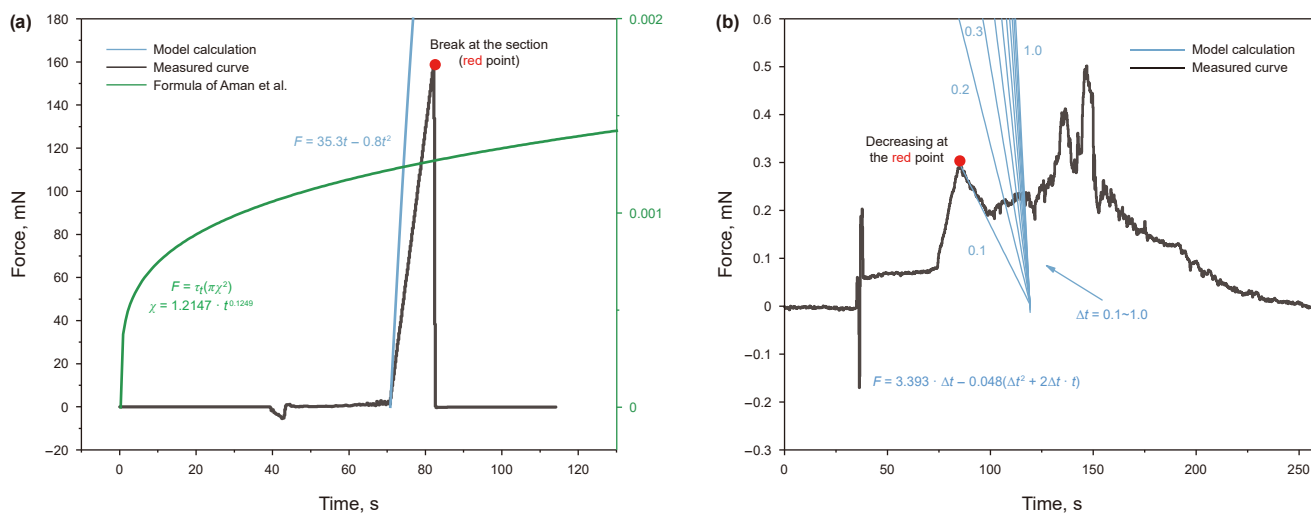 (a)
180
160
140
120
100
80
60
40
20
0
−20
Force, mN
0
20
40
60
80
100
120
Time, s
0.002
0.001
0
Model calculation
Measured curve
Formula of Aman et al.
Break at the section
(red point)
F = 35.3t − 0.8t²
F = τₜ(πχ²)
χ = 1.2147 · t^0.1249
(b)
0.6
0.5
0.4
0.3
0.2
0.1
0
−0.1
−0.2
−0.3
Force, mN
0
50
100
150
200
250
Time, s
0.3
1.0
0.2
0.1
Model calculation
Measured curve
Decreasing at
the red point
Δt = 0.1~1.0
F = 3.393 · Δt − 0.048(Δt² + 2Δt · t)